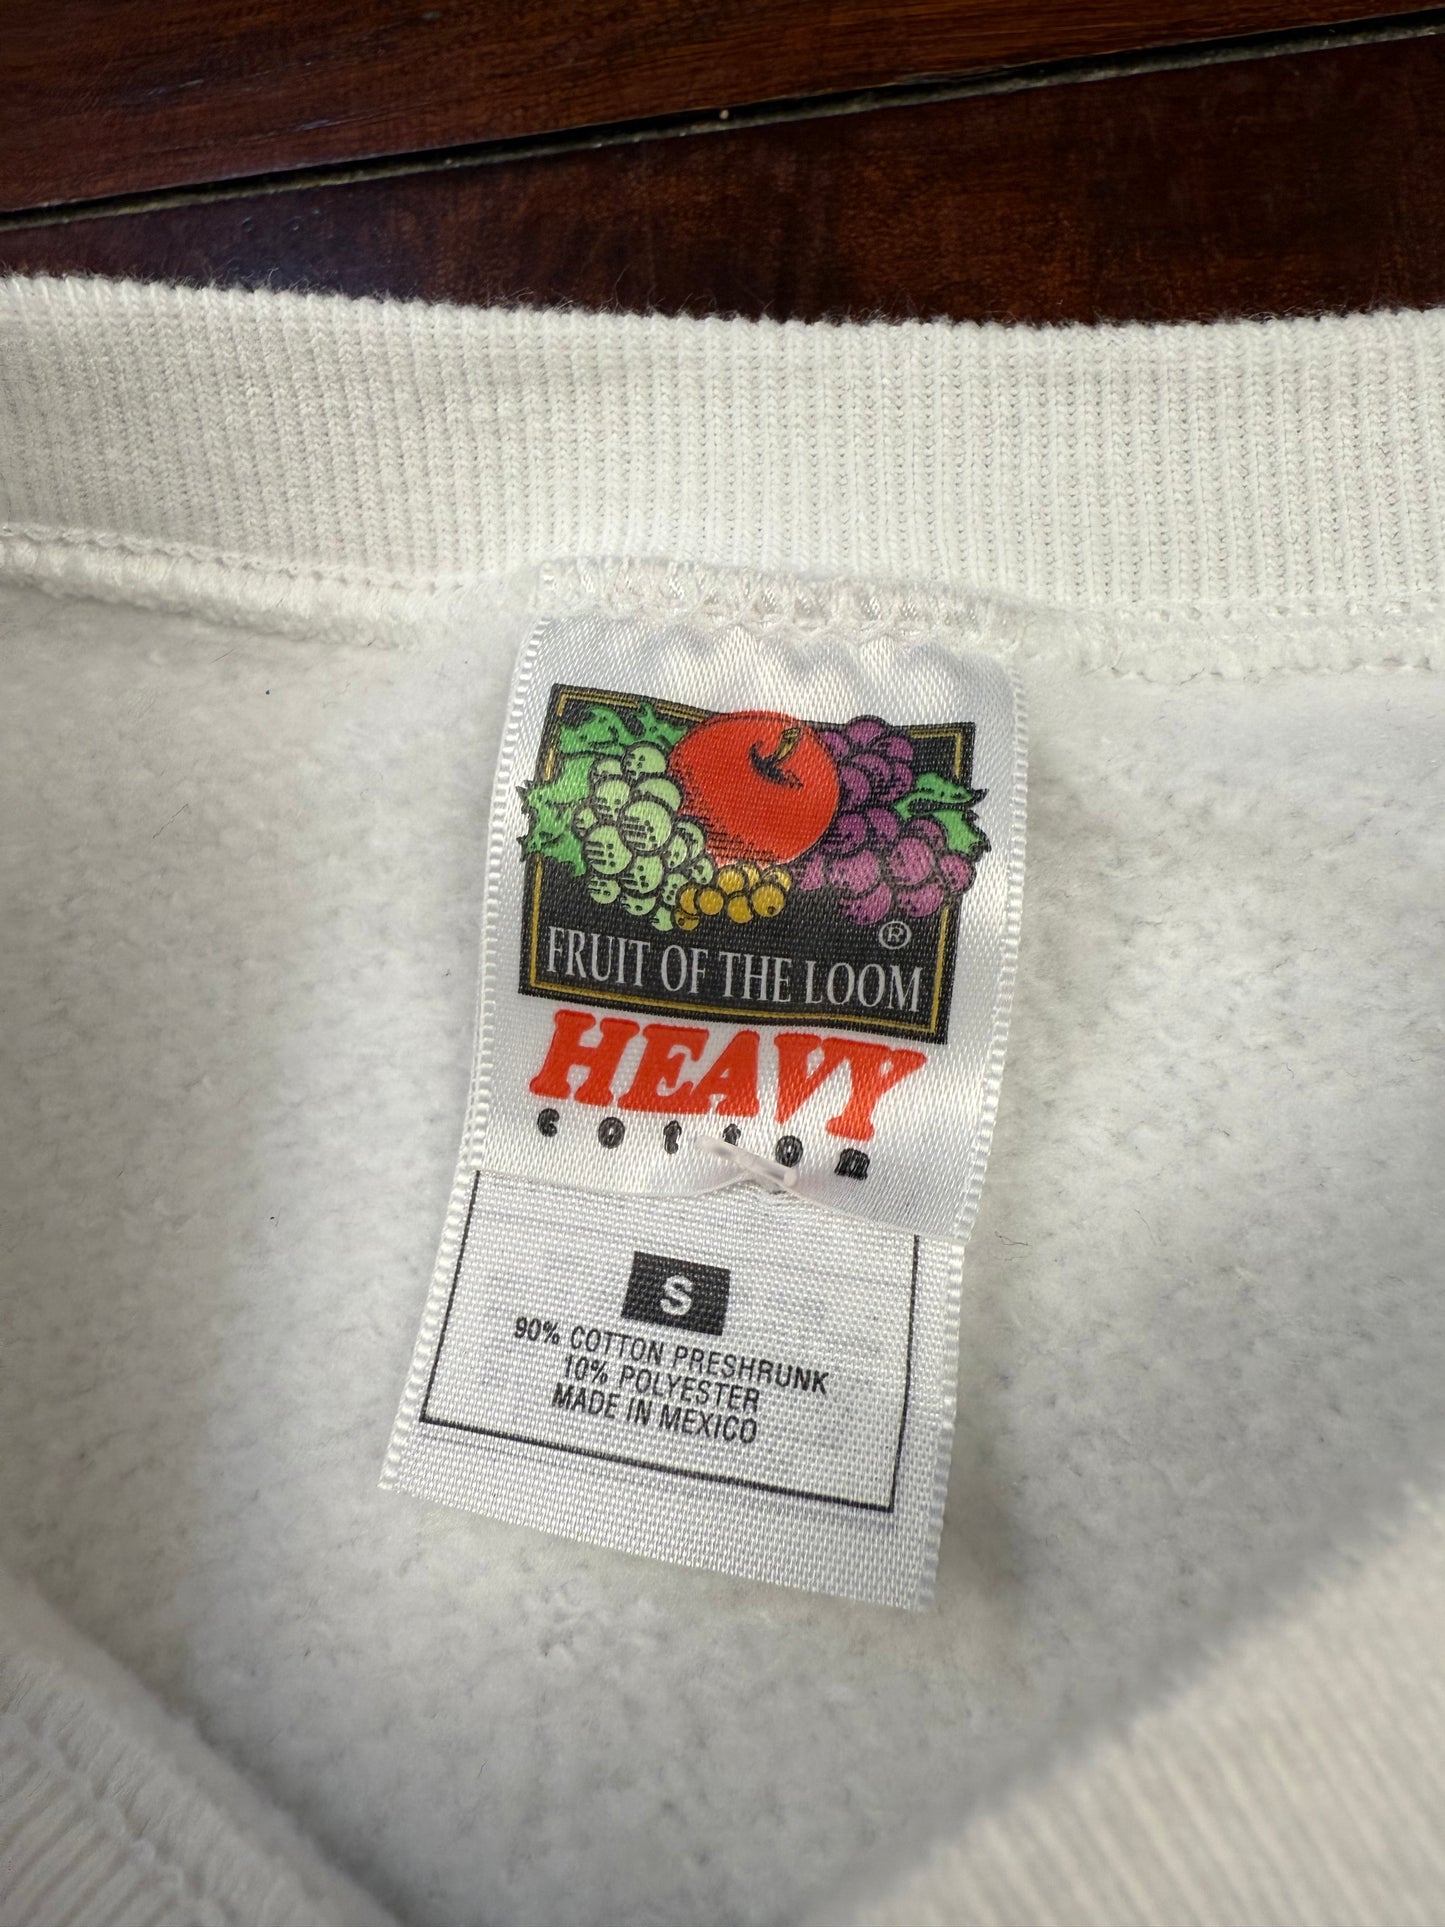 ®
FRUIT OF THE LOOM
HEAVY
cotton
S
90% COTTON PRESHRUNK
10% POLYESTER
MADE IN MEXICO